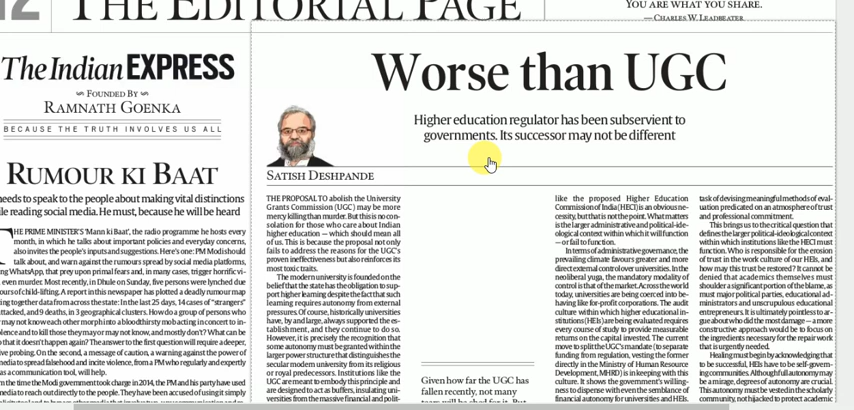 12
THE EDITORIAL PAGE
YOU ARE WHAT YOU SHARE.
— CHARLES W. LEADBEATER
The Indian EXPRESS
FOUNDED BY
RAMNATH GOENKA
BECAUSE THE TRUTH INVOLVES US ALL
RUMOUR KI BAAT
needs to speak to the people about making vital distinctions
while reading social media. He must, because he will be heard
THE PRIME MINISTER'S 'Mann ki Baat', the radio programme he hosts every
month, in which he talks about important policies and everyday concerns,
also invites the people's inputs and suggestions. Here's one: PM Modi should
talk about, and warn against the rumours spread by social media platforms,
ing WhatsApp, that prey upon primal fears and, in many cases, trigger horrific vi-
even murder. Most recently, in Dhule on Sunday, five persons were lynched due
ours of child-lifting. A report in this newspaper has plotted a deadly rumour map
ing together data from across the state: In the last 25 days, 14 cases of "strangers"
ttacked, and 9 deaths, in 3 geographical clusters. How do a group of persons who
may not know each other morph into a bloodthirsty mob acting in concert to in-
olence and to kill those they may or may not know, and mostly don't? What can be
o that it doesn't happen again? The answer to the first question will require a deeper,
ive probing. On the second, a message of caution, a warning against the power of
media to spread falsehood and incite violence, from a PM who regularly and expertly
as a communication tool, will help.
m the time the Modi government took charge in 2014, the PM and his party have used
media to reach out directly to the people. They have been accused of using it simply
Worse than UGC
Higher education regulator has been subservient to
governments. Its successor may not be different
SATISH DESHPANDE
THE PROPOSAL TO abolish the University
Grants Commission (UGC) may be more
mercy killing than murder. But this is no con-
solation for those who care about Indian
higher education — which should mean all
of us. This is because the proposal not only
fails to address the reasons for the UGC's
proven ineffectiveness but also reinforces its
most toxic traits.
The modern university is founded on the
belief that the state has the obligation to sup-
port higher learning despite the fact that such
learning requires autonomy from external
pressures. Of course, historically universities
have, by and large, always supported the es-
tablishment, and they continue to do so.
However, it is precisely the recognition that
some autonomy must be granted within the
larger power structure that distinguishes the
secular modern university from its religious
or royal predecessors. Institutions like the
UGC are meant to embody this principle and
are designed to act as buffers, insulating uni-
versities from the multiple forms of political
Given how far the UGC has
fallen recently, not many
like the proposed Higher Education
Commission of India (HECI) is an obvious ne-
cessity, but that is not the point. What matters
is the larger administrative and political-ide-
ological context within which it will function
— or fail to function.
In terms of administrative governance, the
prevailing climate favours greater and more
direct external control over universities. In the
neoliberal yuga, the mandatory modality of
control is that of the market. Across the world
today, universities are being coerced into be-
having like for-profit corporations. The audit
culture within which higher educational in-
stitutions (HEIs) are being evaluated requires
every course of study to provide measurable
returns on the capital invested. The current
move to split the UGC's mandate (to separate
funding from regulation, vesting the former
directly in the Ministry of Human Resource
Development, MHRD) is in keeping with this
culture. It shows the government's willing-
ness to dispense with even the semblance of
financial autonomy for universities and HEIs.
task of devising meaningful methods of eval-
uation predicated on an atmosphere of trust
and professional commitment.
This brings us to the critical question that
defines the larger political-ideological context
within which institutions like the HECI must
function. Who is responsible for the erosion
of trust in the work culture of our HEIs, and
how may this trust be restored? It cannot be
denied that academics themselves must
shoulder a significant portion of the blame, as
must major political parties, educational ad-
ministrators and unscrupulous educational
entrepreneurs. It is ultimately pointless to ar-
gue about who did the most damage — a more
constructive approach would be to focus on
the ingredients necessary for the repair work
that is urgently needed.
Healing must begin by acknowledging that
to be successful, HEIs have to be self-govern-
ing communities. Although full autonomy may
be a mirage, degrees of autonomy are crucial.
This autonomy must be vested in the scholarly
community, not hijacked to protect academic